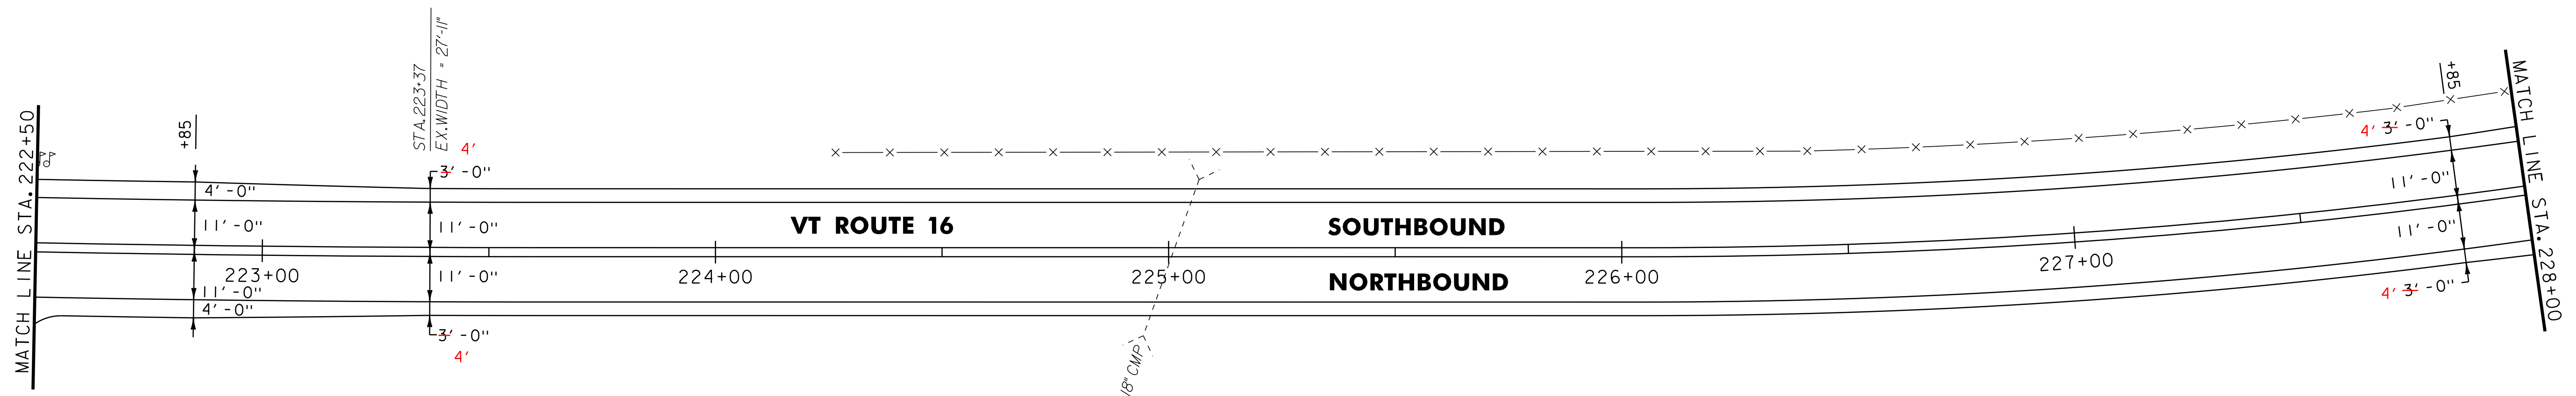 MATCH LINE STA. 222+50
+85
4'-0"
11'-0"
11'-0"
4'-0"
223+00
STA. 223+37
EX. WIDTH = 27'-11"
4'
3'-0"
11'-0"
11'-0"
3'-0"
4'
224+00
VT ROUTE 16
18" CMP
225+00
SOUTHBOUND
NORTHBOUND
226+00
227+00
+85
4' 3'-0"
11'-0"
11'-0"
4' 3'-0"
MATCH LINE STA. 228+00